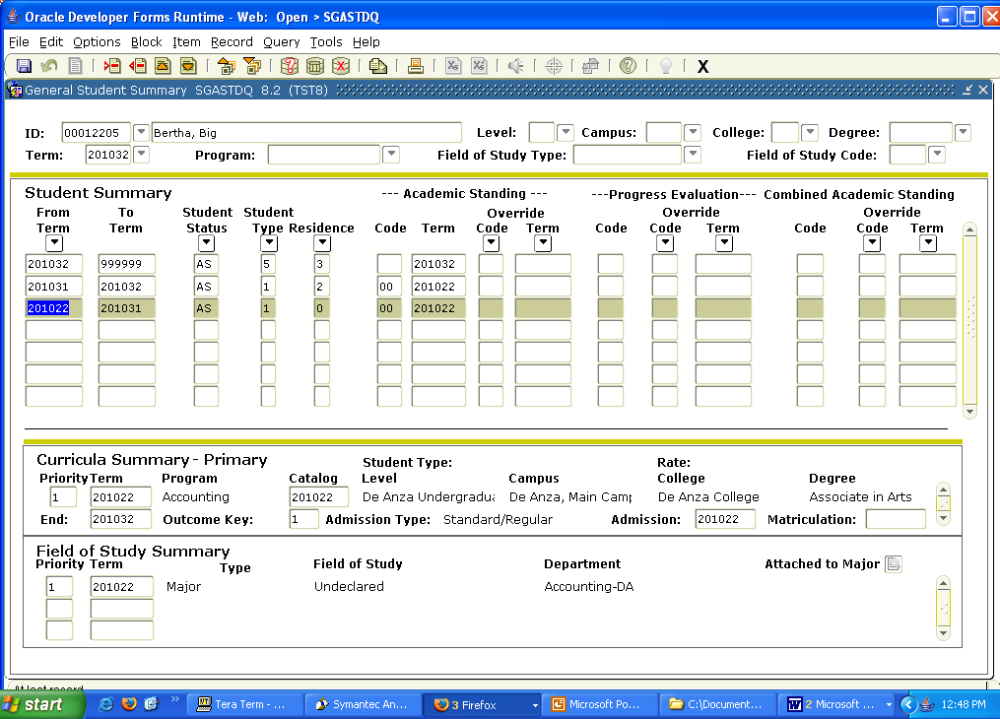 Oracle Developer Forms Runtime - Web: Open > SGASTDQ
File Edit Options Block Item Record Query Tools Help
X
General Student Summary SGASTDQ 8.2 (TST8)
ID: 00012205 Bertha, Big Level: Campus: College: Degree:
Term: 201032 Program: Field of Study Type: Field of Study Code:
Student Summary --- Academic Standing --- ---Progress Evaluation--- Combined Academic Standing
From To Student Student Override Override Override
Term Term Status Type Residence Code Term Code Term Code Code Term Code Code Term
201032 999999 AS 5 3 201032
201031 201032 AS 1 2 00 201022
201022 201031 AS 1 0 00 201022
Curricula Summary - Primary Student Type: Rate:
Priority Term Program Catalog Level Campus College Degree
1 201022 Accounting 201022 De Anza Undergradu De Anza, Main Camp De Anza College Associate in Arts
End: 201032 Outcome Key: 1 Admission Type: Standard/Regular Admission: 201022 Matriculation:
Field of Study Summary
Priority Term Type Field of Study Department Attached to Major
1 201022 Major Undeclared Accounting-DA
At last record
start Tera Term - ... Symantec An... 3 Firefox Microsoft Po... C:\Document... 2 Microsoft ... 12:48 PM